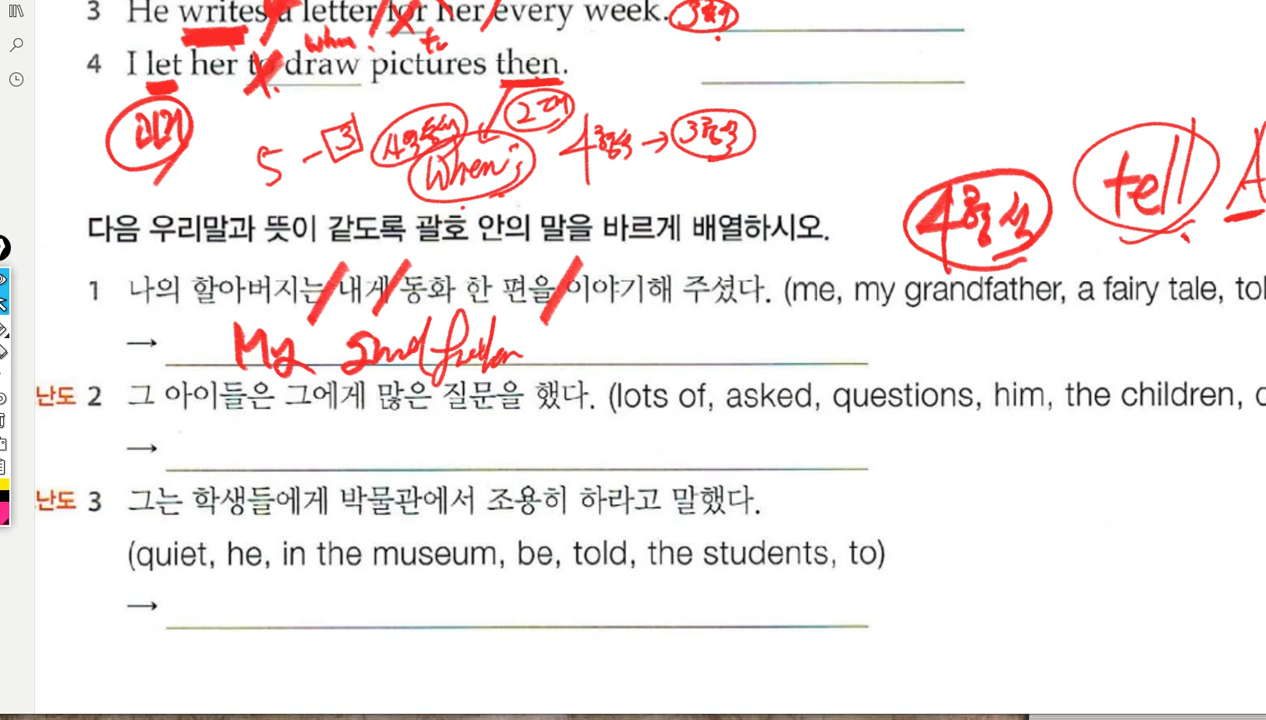 3 He writes a letter for her every week. 3형식
when to
4 I let her to draw pictures then.
5 - 3 4형식 When; 4형식 → 3형식
4형식 tell A
다음 우리말과 뜻이 같도록 괄호 안의 말을 바르게 배열하시오.
1 나의 할아버지는 내게 동화 한 편을 이야기해 주셨다. (me, my grandfather, a fairy tale, tol
→ My grandfather
난도 2 그 아이들은 그에게 많은 질문을 했다. (lots of, asked, questions, him, the children, o
→
난도 3 그는 학생들에게 박물관에서 조용히 하라고 말했다.
(quiet, he, in the museum, be, told, the students, to)
→